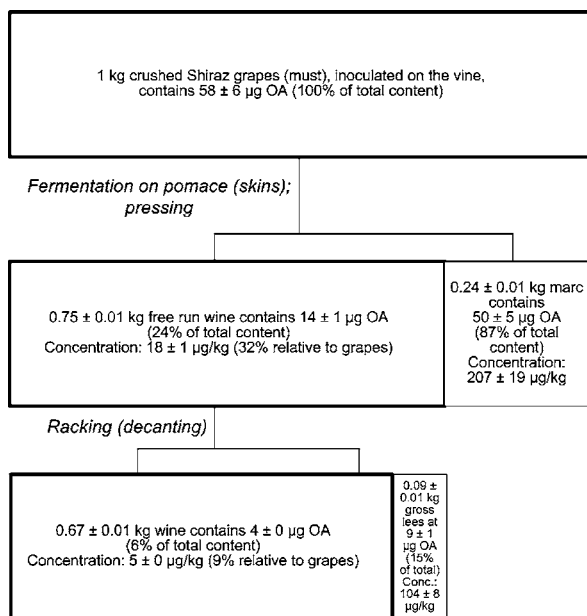 1 kg crushed Shiraz grapes (must), inoculated on the vine,
contains 58 ± 6 µg OA (100% of total content)
Fermentation on pomace (skins);
pressing
0.75 ± 0.01 kg free run wine contains 14 ± 1 µg OA
(24% of total content)
Concentration: 18 ± 1 µg/kg (32% relative to grapes)
0.24 ± 0.01 kg marc
contains
50 ± 5 µg OA
(87% of total
content)
Concentration:
207 ± 19 µg/kg
Racking (decanting)
0.67 ± 0.01 kg wine contains 4 ± 0 µg OA
(6% of total content)
Concentration: 5 ± 0 µg/kg (9% relative to grapes)
0.09 ±
0.01 kg
gross
lees at
9 ± 1
µg OA
(15%
of total)
Conc.:
104 ± 8
µg/kg